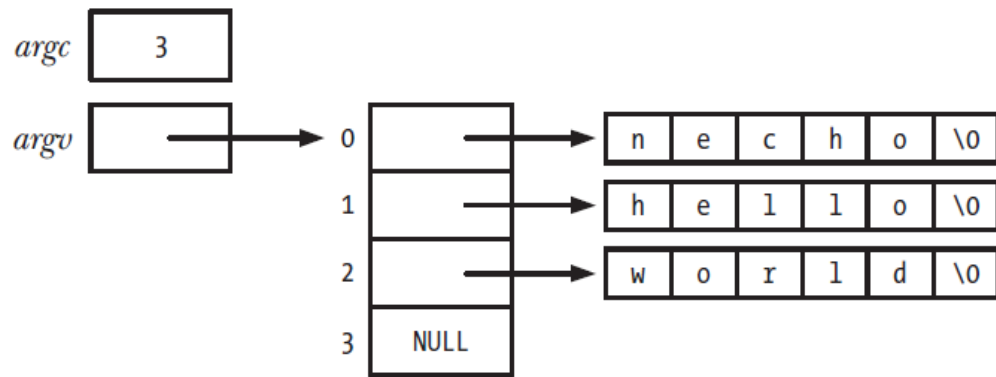 argc 3
argv
0 n e c h o \0
1 h e l l o \0
2 w o r l d \0
3 NULL